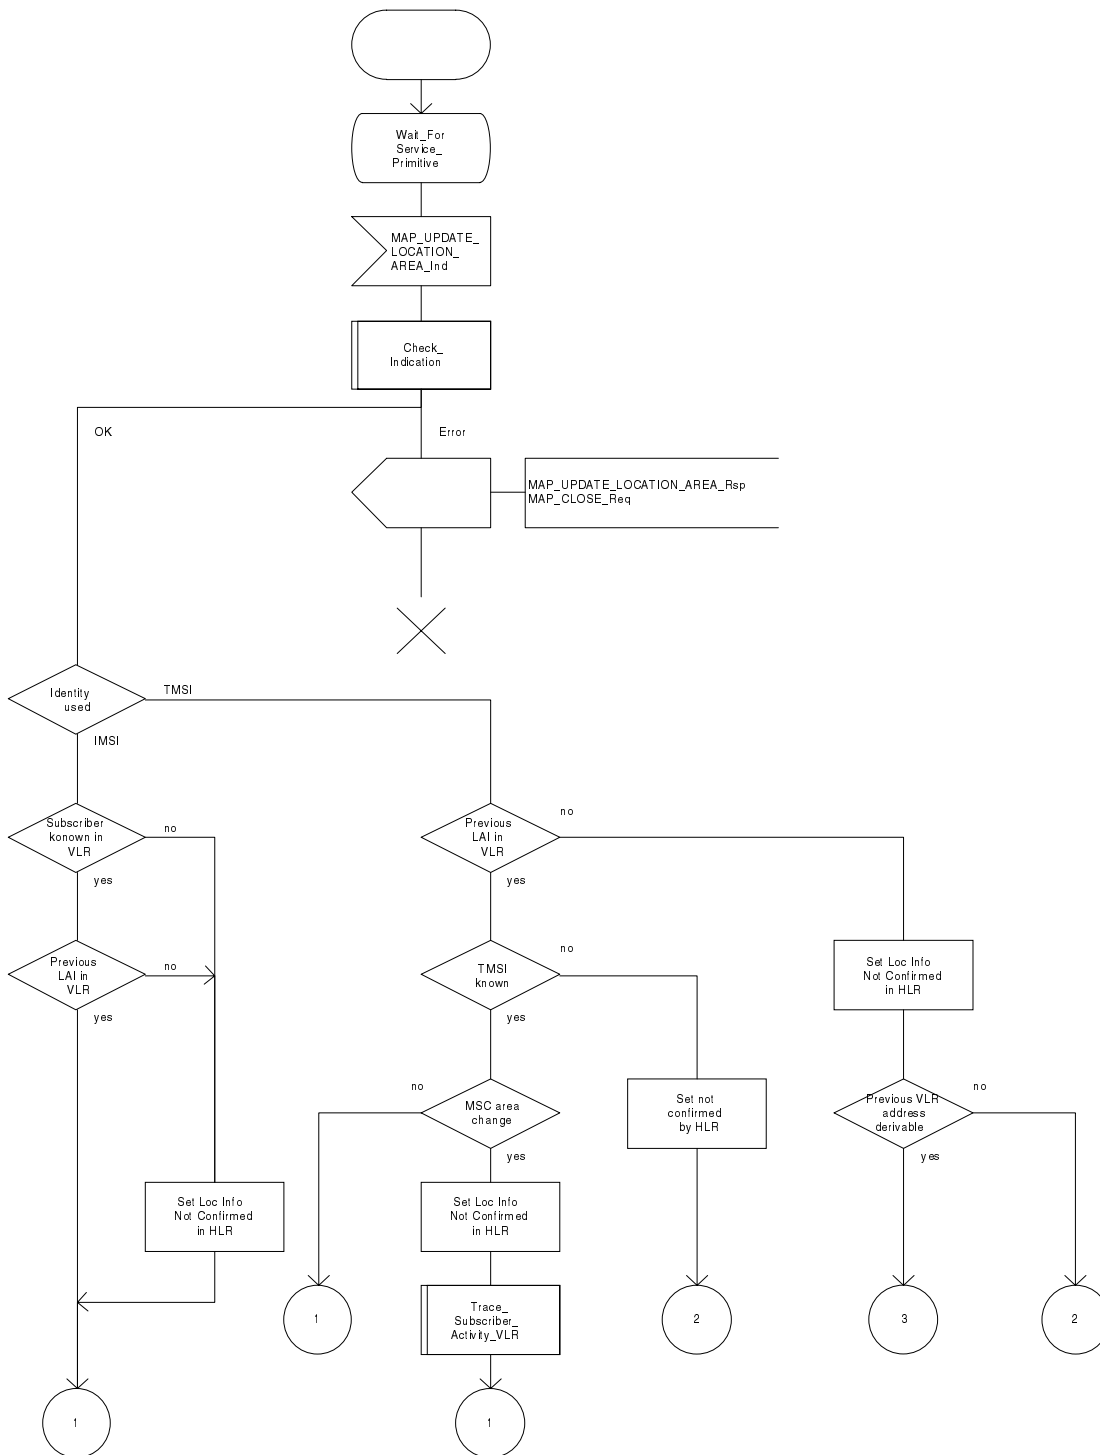 Wait_For
Service_
Primitive
MAP_UPDATE_
LOCATION_
AREA_Ind
Check_
Indication
OK
Error
MAP_UPDATE_LOCATION_AREA_Rsp
MAP_CLOSE_Req
Identity
used
TMSI
IMSI
Subscriber
konown in
VLR
no
yes
Previous
LAI in
VLR
no
yes
Previous
LAI in
VLR
no
yes
TMSI
known
no
yes
Set Loc Info
Not Confirmed
in HLR
MSC area
change
no
yes
Set not
confirmed
by HLR
Previous VLR
address
derivable
no
yes
Set Loc Info
Not Confirmed
in HLR
Set Loc Info
Not Confirmed
in HLR
Trace_
Subscriber_
Activity_VLR
1
2
3
2
1
1